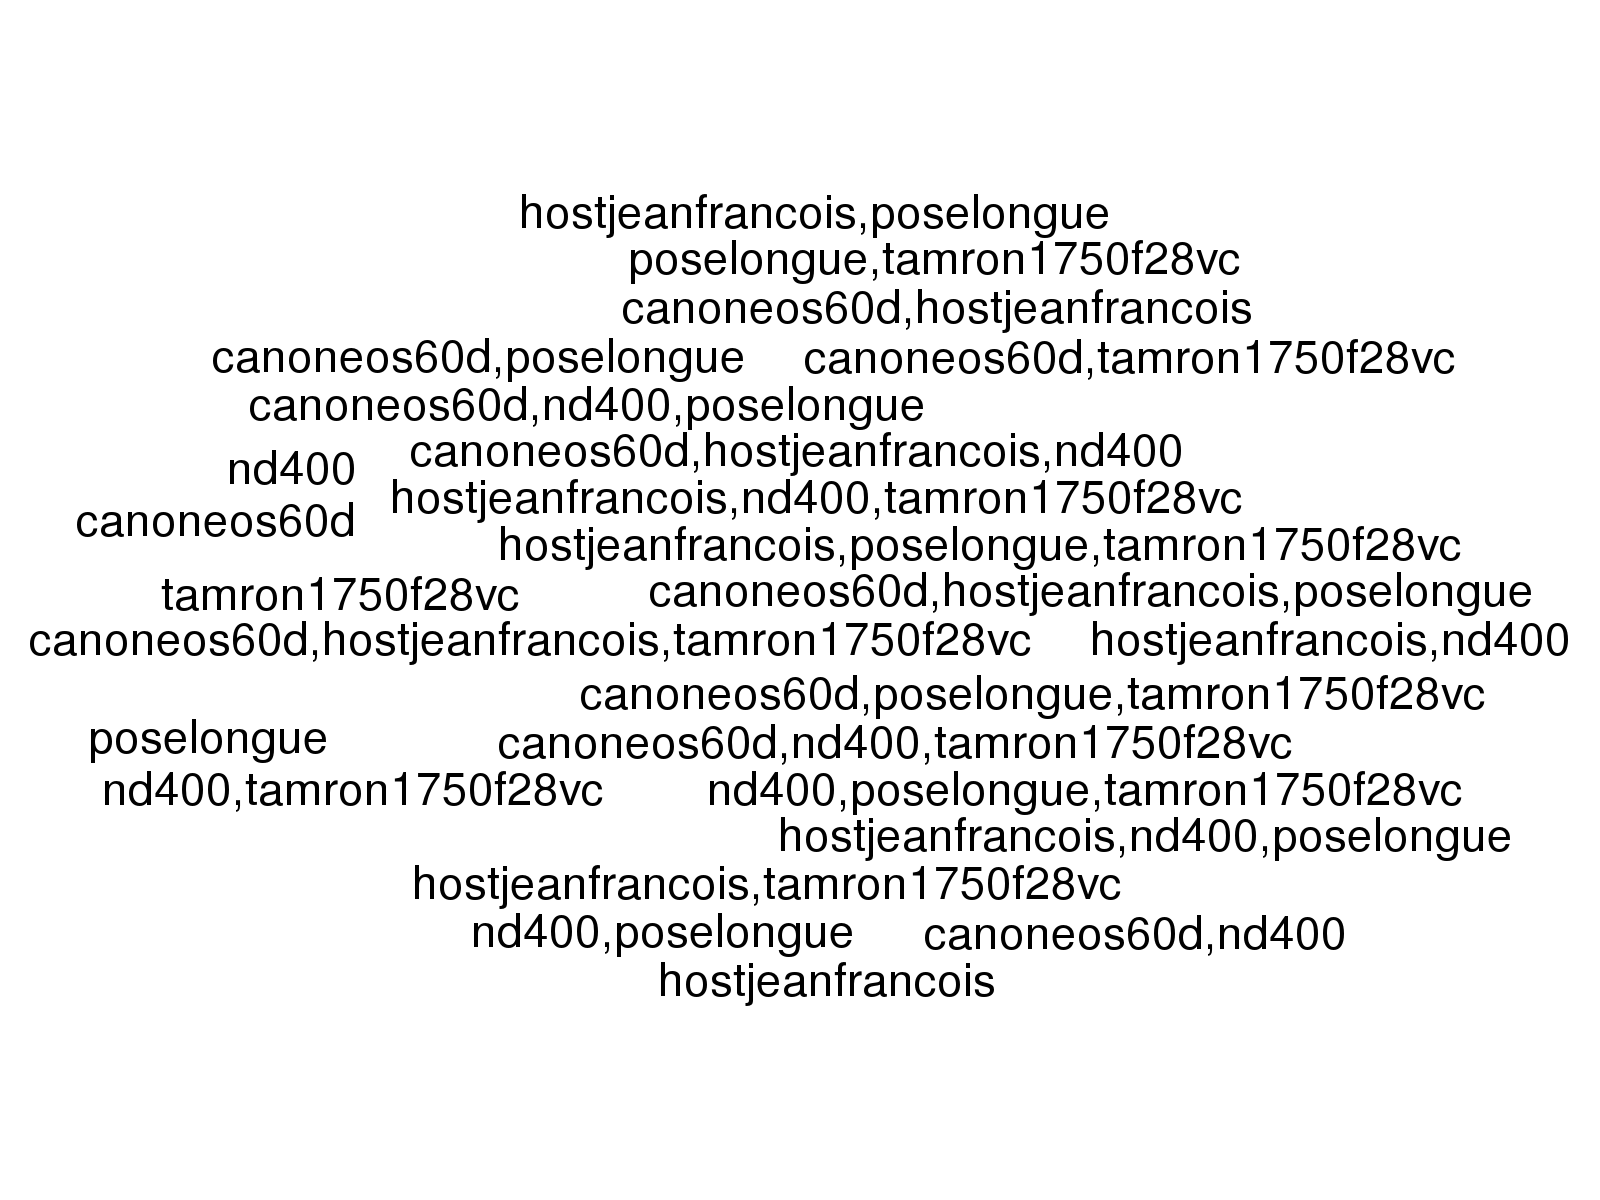 hostjeanfrancois,poselongue
poselongue,tamron1750f28vc
canoneos60d,hostjeanfrancois
canoneos60d,poselongue canoneos60d,tamron1750f28vc
canoneos60d,nd400,poselongue
canoneos60d,hostjeanfrancois,nd400
nd400
hostjeanfrancois,nd400,tamron1750f28vc
canoneos60d
hostjeanfrancois,poselongue,tamron1750f28vc
canoneos60d,hostjeanfrancois,poselongue
tamron1750f28vc
canoneos60d,hostjeanfrancois,tamron1750f28vc hostjeanfrancois,nd400
canoneos60d,poselongue,tamron1750f28vc
poselongue
canoneos60d,nd400,tamron1750f28vc
nd400,tamron1750f28vc nd400,poselongue,tamron1750f28vc
hostjeanfrancois,nd400,poselongue
hostjeanfrancois,tamron1750f28vc
nd400,poselongue canoneos60d,nd400
hostjeanfrancois